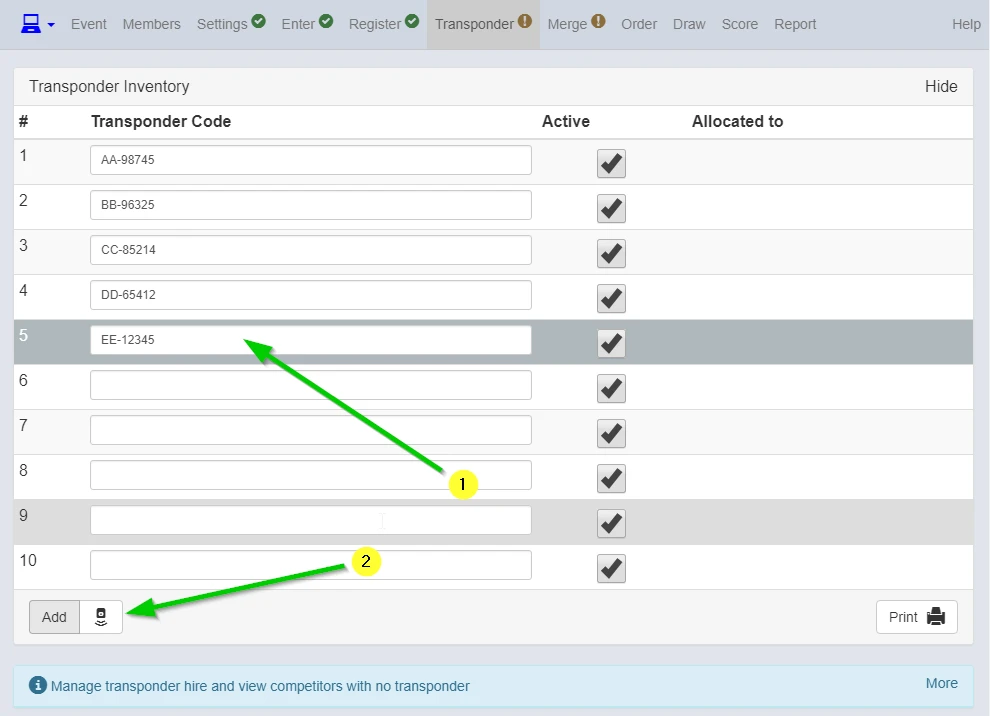 Event Members Settings Enter Register Transporter Merge Order Draw Score Report Help
Transponder Inventory Hide
# Transponder Code Active Allocated to
1 AA-98745
2 BB-96325
3 CC-85214
4 DD-65412
5 EE-12345
6
7
8
1
9
10
2
Add Print
Manage transponder hire and view competitors with no transponder More